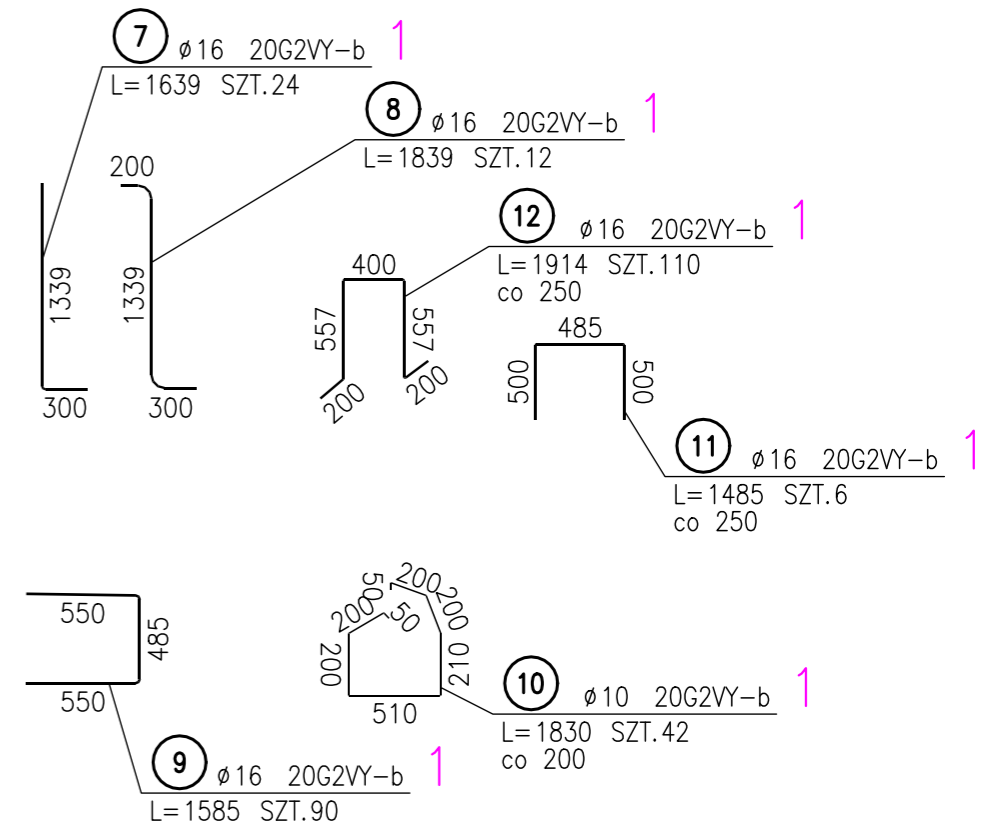 7 ø16 20G2VY-b 1
L=1639 SZT.24
8 ø16 20G2VY-b 1
L=1839 SZT.12
200
1339
300
1339
300
12 ø16 20G2VY-b 1
L=1914 SZT.110
co 250
400
557
557
200
200
485
500
500
11 ø16 20G2VY-b 1
L=1485 SZT.6
co 250
550
485
550
9 ø16 20G2VY-b 1
L=1585 SZT.90
50
200
200
200
50
200
210
510
10 ø10 20G2VY-b 1
L=1830 SZT.42
co 200